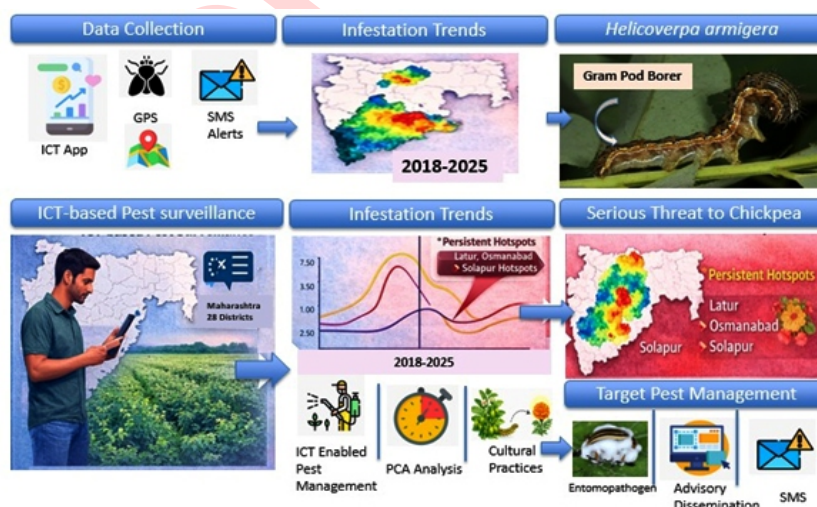 Data Collection
Infestation Trends
Helicoverpa armigera
ICT App
GPS
SMS
Alerts
2018-2025
Gram Pod Borer
ICT-based Pest surveillance
Infestation Trends
Serious Threat to Chickpea
Maharashtra
28 Districts
7.50
3.50
1.00
2.50
*Persistent Hotspots
Latur, Osmanabad
Solapur Hotspots
2018-2025
Persistent Hotspots
Latur
Osmanabad
Solapur
Solapur
ICT Enabled
Pest
Management
PCA Analysis
Cultural
Practices
Target Pest Management
Entomopathogen
Advisory
Dissemination
SMS